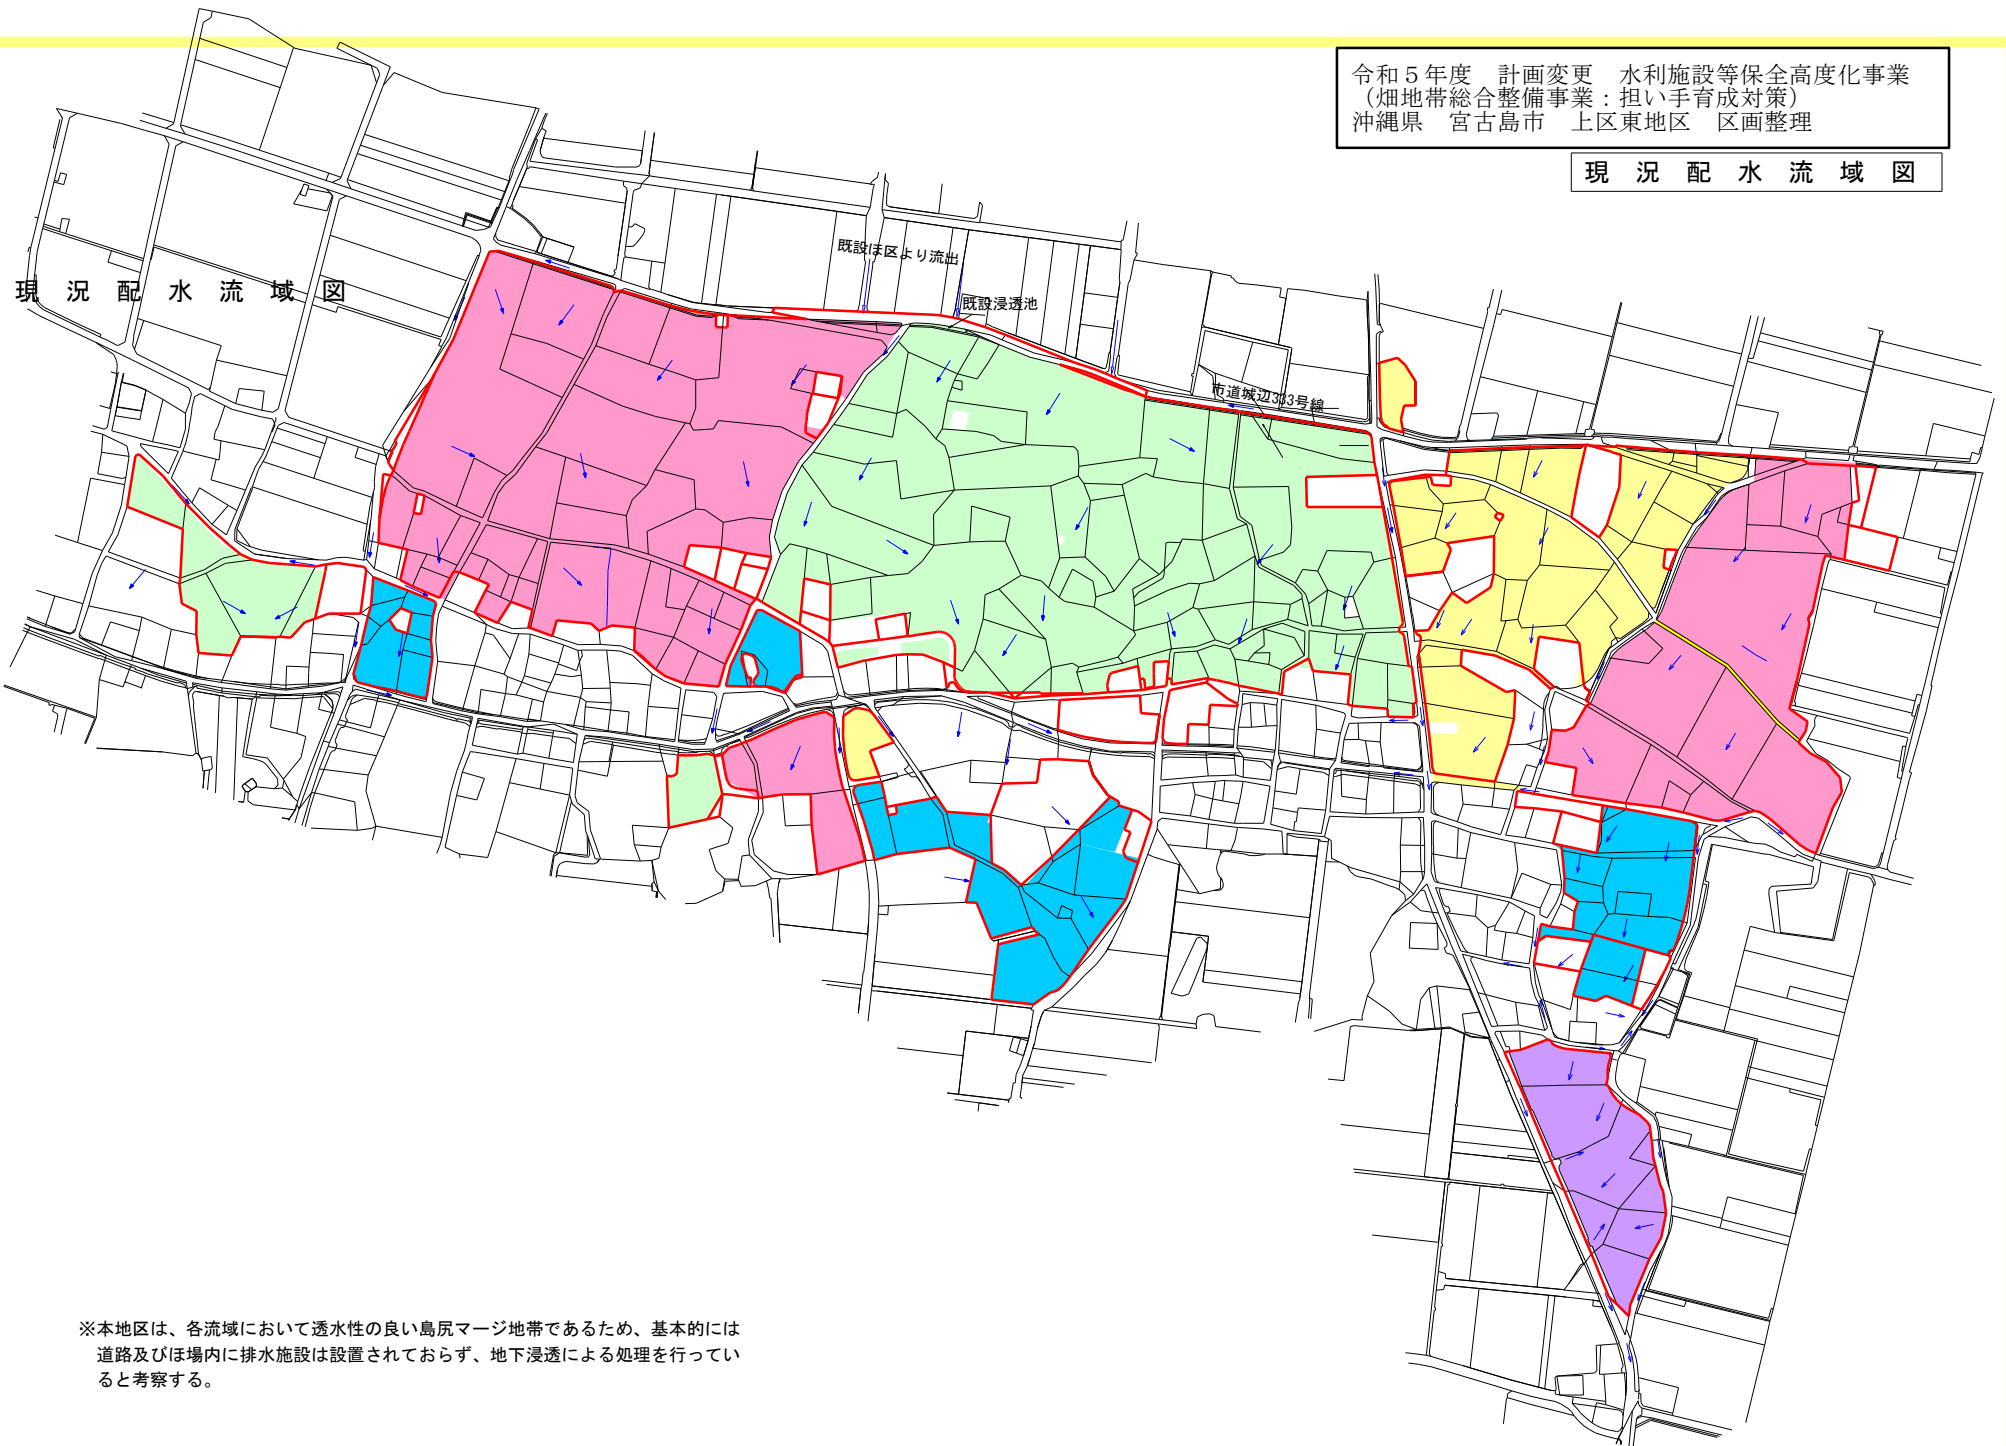 令和５年度　計画変更　水利施設等保全高度化事業
（畑地帯総合整備事業：担い手育成対策）
沖縄県　宮古島市　上区東地区　区画整理
現　況　配　水　流　域　図
現　況　配　水　流　域　図
既設ほ区より流出
既設浸透池
市道城辺333号線
※本地区は、各流域において透水性の良い島尻マージ地帯であるため、基本的には
道路及びほ場内に排水施設は設置されておらず、地下浸透による処理を行ってい
ると考察する。